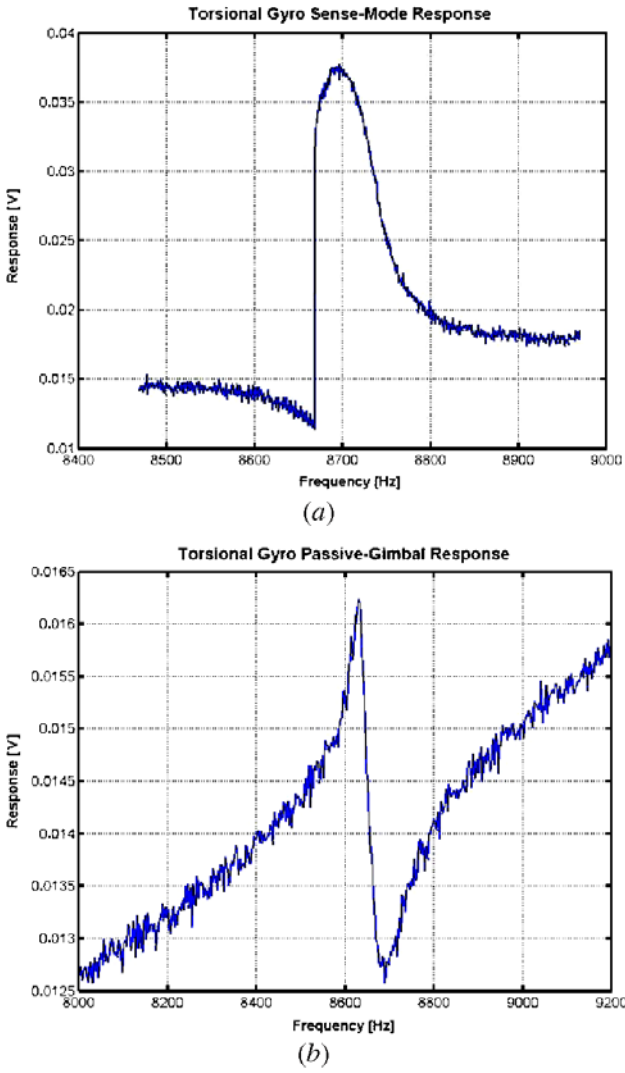 Torsional Gyro Sense-Mode Response
0.04
0.035
0.03
0.025
0.02
0.015
0.01
Response [V]
8400 8500 8600 8700 8800 8900 9000
Frequency [Hz]
(a)
Torsional Gyro Passive-Gimbal Response
0.0165
0.016
0.0155
0.015
0.0145
0.014
0.0135
0.013
0.0125
Response [V]
8000 8200 8400 8600 8800 9000 9200
Frequency [Hz]
(b)